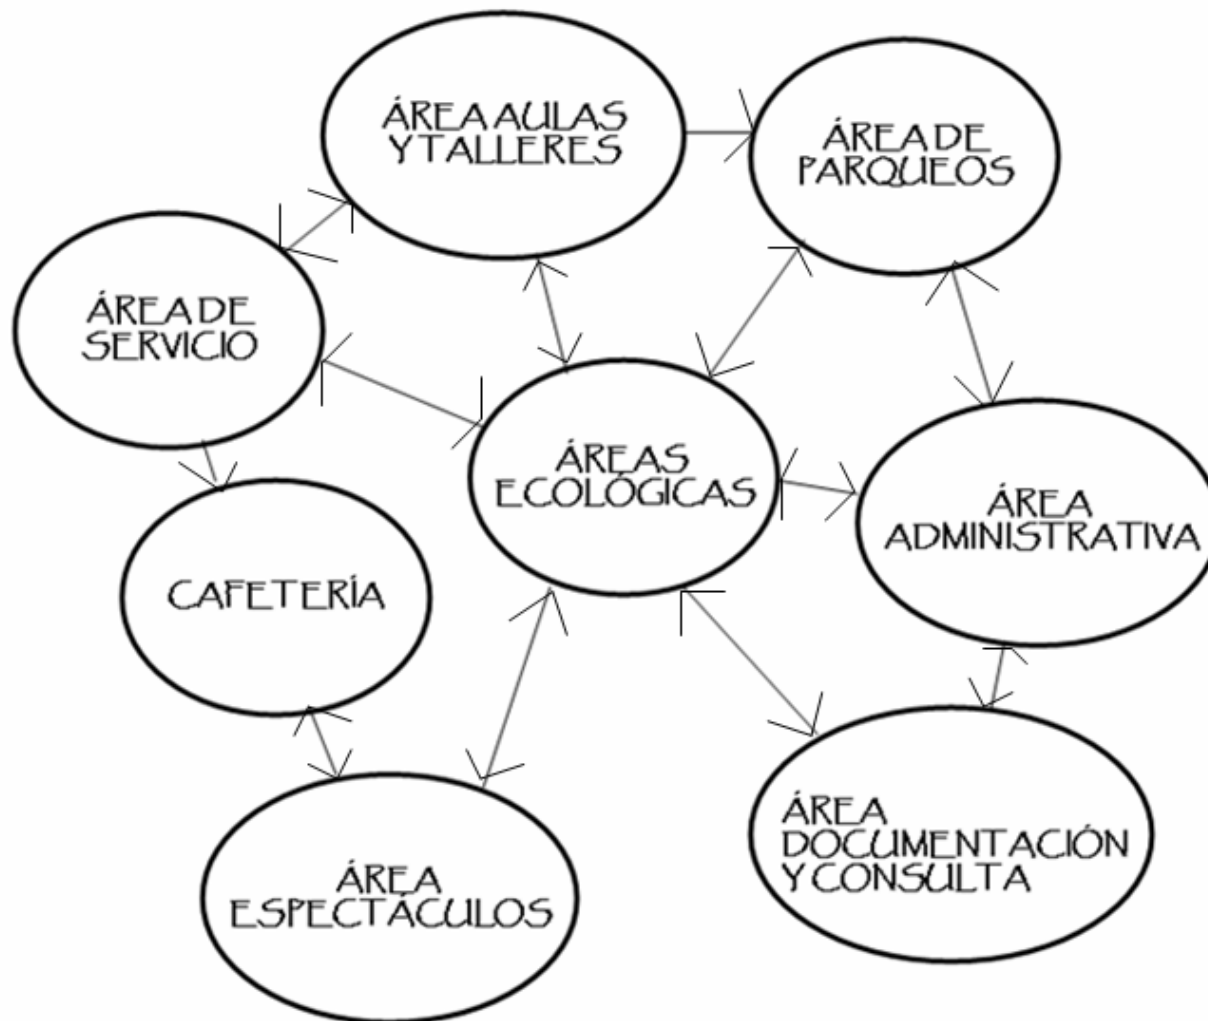 ÁREA AULAS
Y TALLERES
ÁREA DE
PARQUEOS
ÁREA DE
SERVICIO
ÁREAS
ECOLÓGICAS
ÁREA
ADMINISTRATIVA
CAFETERÍA
ÁREA
DOCUMENTACIÓN
Y CONSULTA
ÁREA
ESPECTÁCULOS